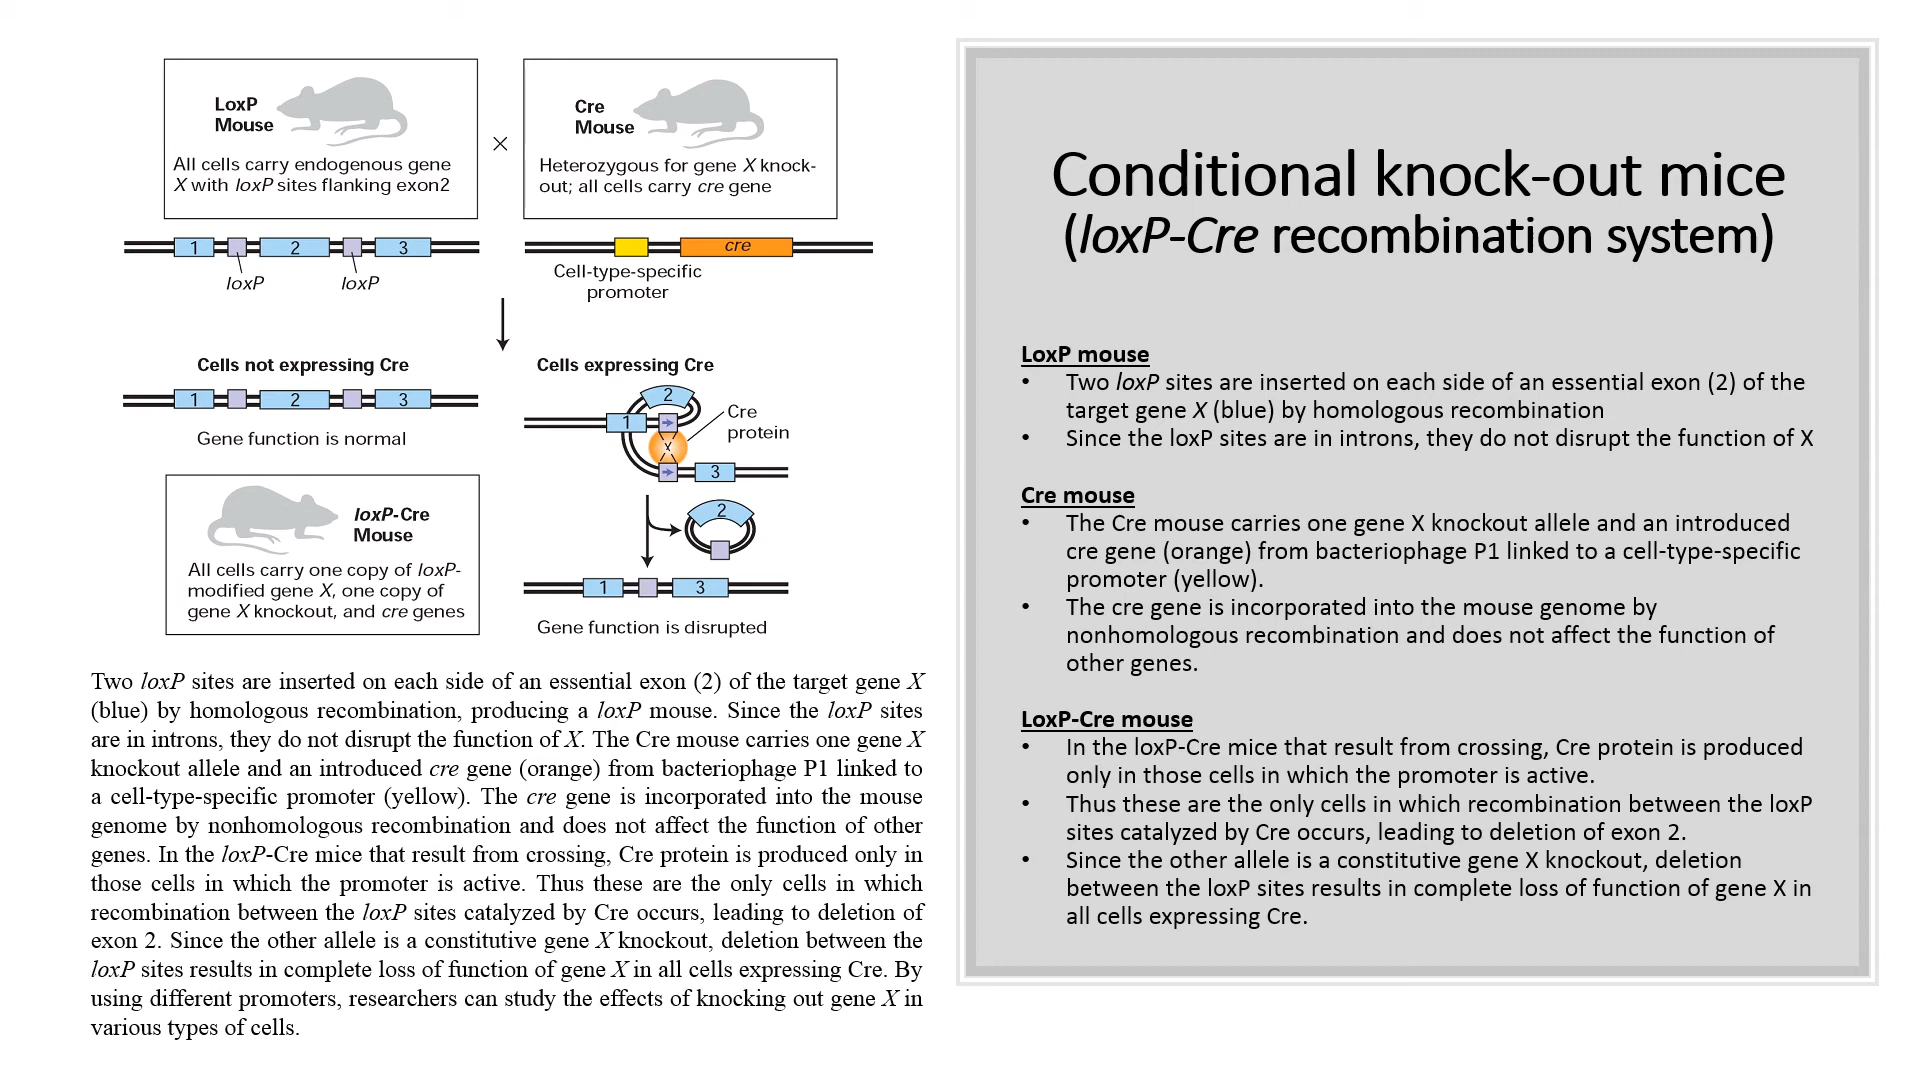 LoxP
Mouse
All cells carry endogenous gene
X with loxP sites flanking exon2
×
Cre
Mouse
Heterozygous for gene X knock-
out; all cells carry cre gene
1 2 3
loxP loxP
cre
Cell-type-specific
promoter
Cells not expressing Cre
1 2 3
Gene function is normal
Cells expressing Cre
2
1
Cre
protein
X
3
2
1 3
Gene function is disrupted
loxP-Cre
Mouse
All cells carry one copy of loxP-
modified gene X, one copy of
gene X knockout, and cre genes
Two loxP sites are inserted on each side of an essential exon (2) of the target gene X
(blue) by homologous recombination, producing a loxP mouse. Since the loxP sites
are in introns, they do not disrupt the function of X. The Cre mouse carries one gene X
knockout allele and an introduced cre gene (orange) from bacteriophage P1 linked to
a cell-type-specific promoter (yellow). The cre gene is incorporated into the mouse
genome by nonhomologous recombination and does not affect the function of other
genes. In the loxP-Cre mice that result from crossing, Cre protein is produced only in
those cells in which the promoter is active. Thus these are the only cells in which
recombination between the loxP sites catalyzed by Cre occurs, leading to deletion of
exon 2. Since the other allele is a constitutive gene X knockout, deletion between the
loxP sites results in complete loss of function of gene X in all cells expressing Cre. By
using different promoters, researchers can study the effects of knocking out gene X in
various types of cells.
Conditional knock-out mice
(loxP-Cre recombination system)
LoxP mouse
• Two loxP sites are inserted on each side of an essential exon (2) of the
target gene X (blue) by homologous recombination
• Since the loxP sites are in introns, they do not disrupt the function of X
Cre mouse
• The Cre mouse carries one gene X knockout allele and an introduced
cre gene (orange) from bacteriophage P1 linked to a cell-type-specific
promoter (yellow).
• The cre gene is incorporated into the mouse genome by
nonhomologous recombination and does not affect the function of
other genes.
LoxP-Cre mouse
• In the loxP-Cre mice that result from crossing, Cre protein is produced
only in those cells in which the promoter is active.
• Thus these are the only cells in which recombination between the loxP
sites catalyzed by Cre occurs, leading to deletion of exon 2.
• Since the other allele is a constitutive gene X knockout, deletion
between the loxP sites results in complete loss of function of gene X in
all cells expressing Cre.